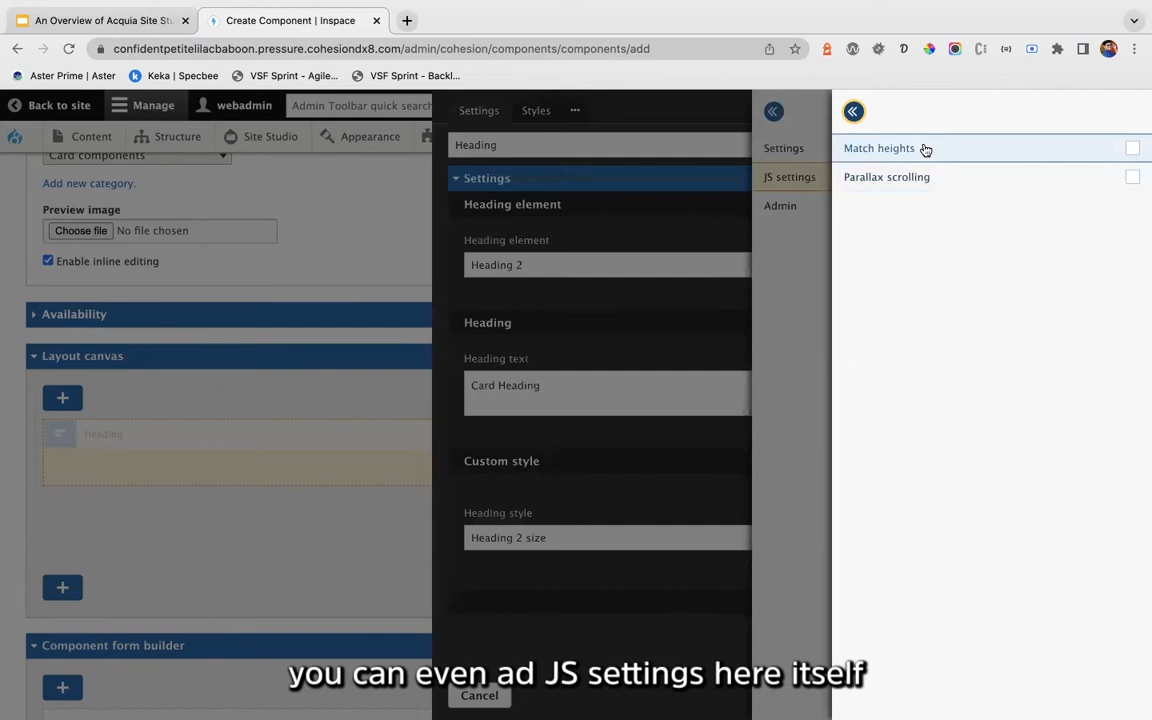 An Overview of Acquia Site Stu
Create Component | Inspace
confidentpetitelilacbaboon.pressure.cohesiondx8.com/admin/cohesion/components/components/add
Aster Prime | Aster
Keka | Specbee
VSF Sprint - Agile...
VSF Sprint - Backl...
Back to site
Manage
webadmin
Admin Toolbar quick search
Content
Structure
Site Studio
Appearance
Card components
Add new category.
Preview image
Choose file No file chosen
Enable inline editing
Availability
Layout canvas
Heading
Component form builder
Settings
Styles
Heading
Settings
Heading element
Heading element
Heading 2
Heading
Heading text
Card Heading
Custom style
Heading style
Heading 2 size
Cancel
Settings
JS settings
Admin
Match heights
Parallax scrolling
you can even ad JS settings here itself